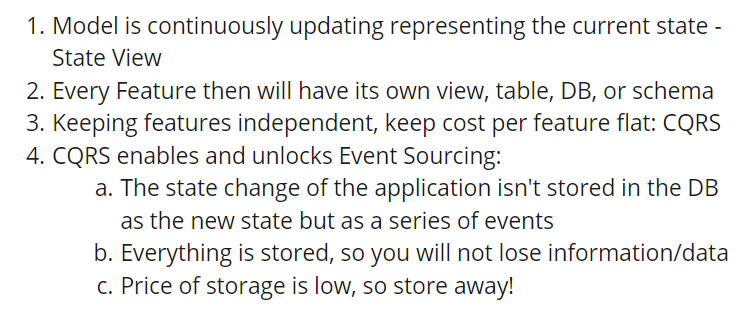 1. Model is continuously updating representing the current state -
State View
2. Every Feature then will have its own view, table, DB, or schema
3. Keeping features independent, keep cost per feature flat: CQRS
4. CQRS enables and unlocks Event Sourcing:
a. The state change of the application isn't stored in the DB
as the new state but as a series of events
b. Everything is stored, so you will not lose information/data
c. Price of storage is low, so store away!